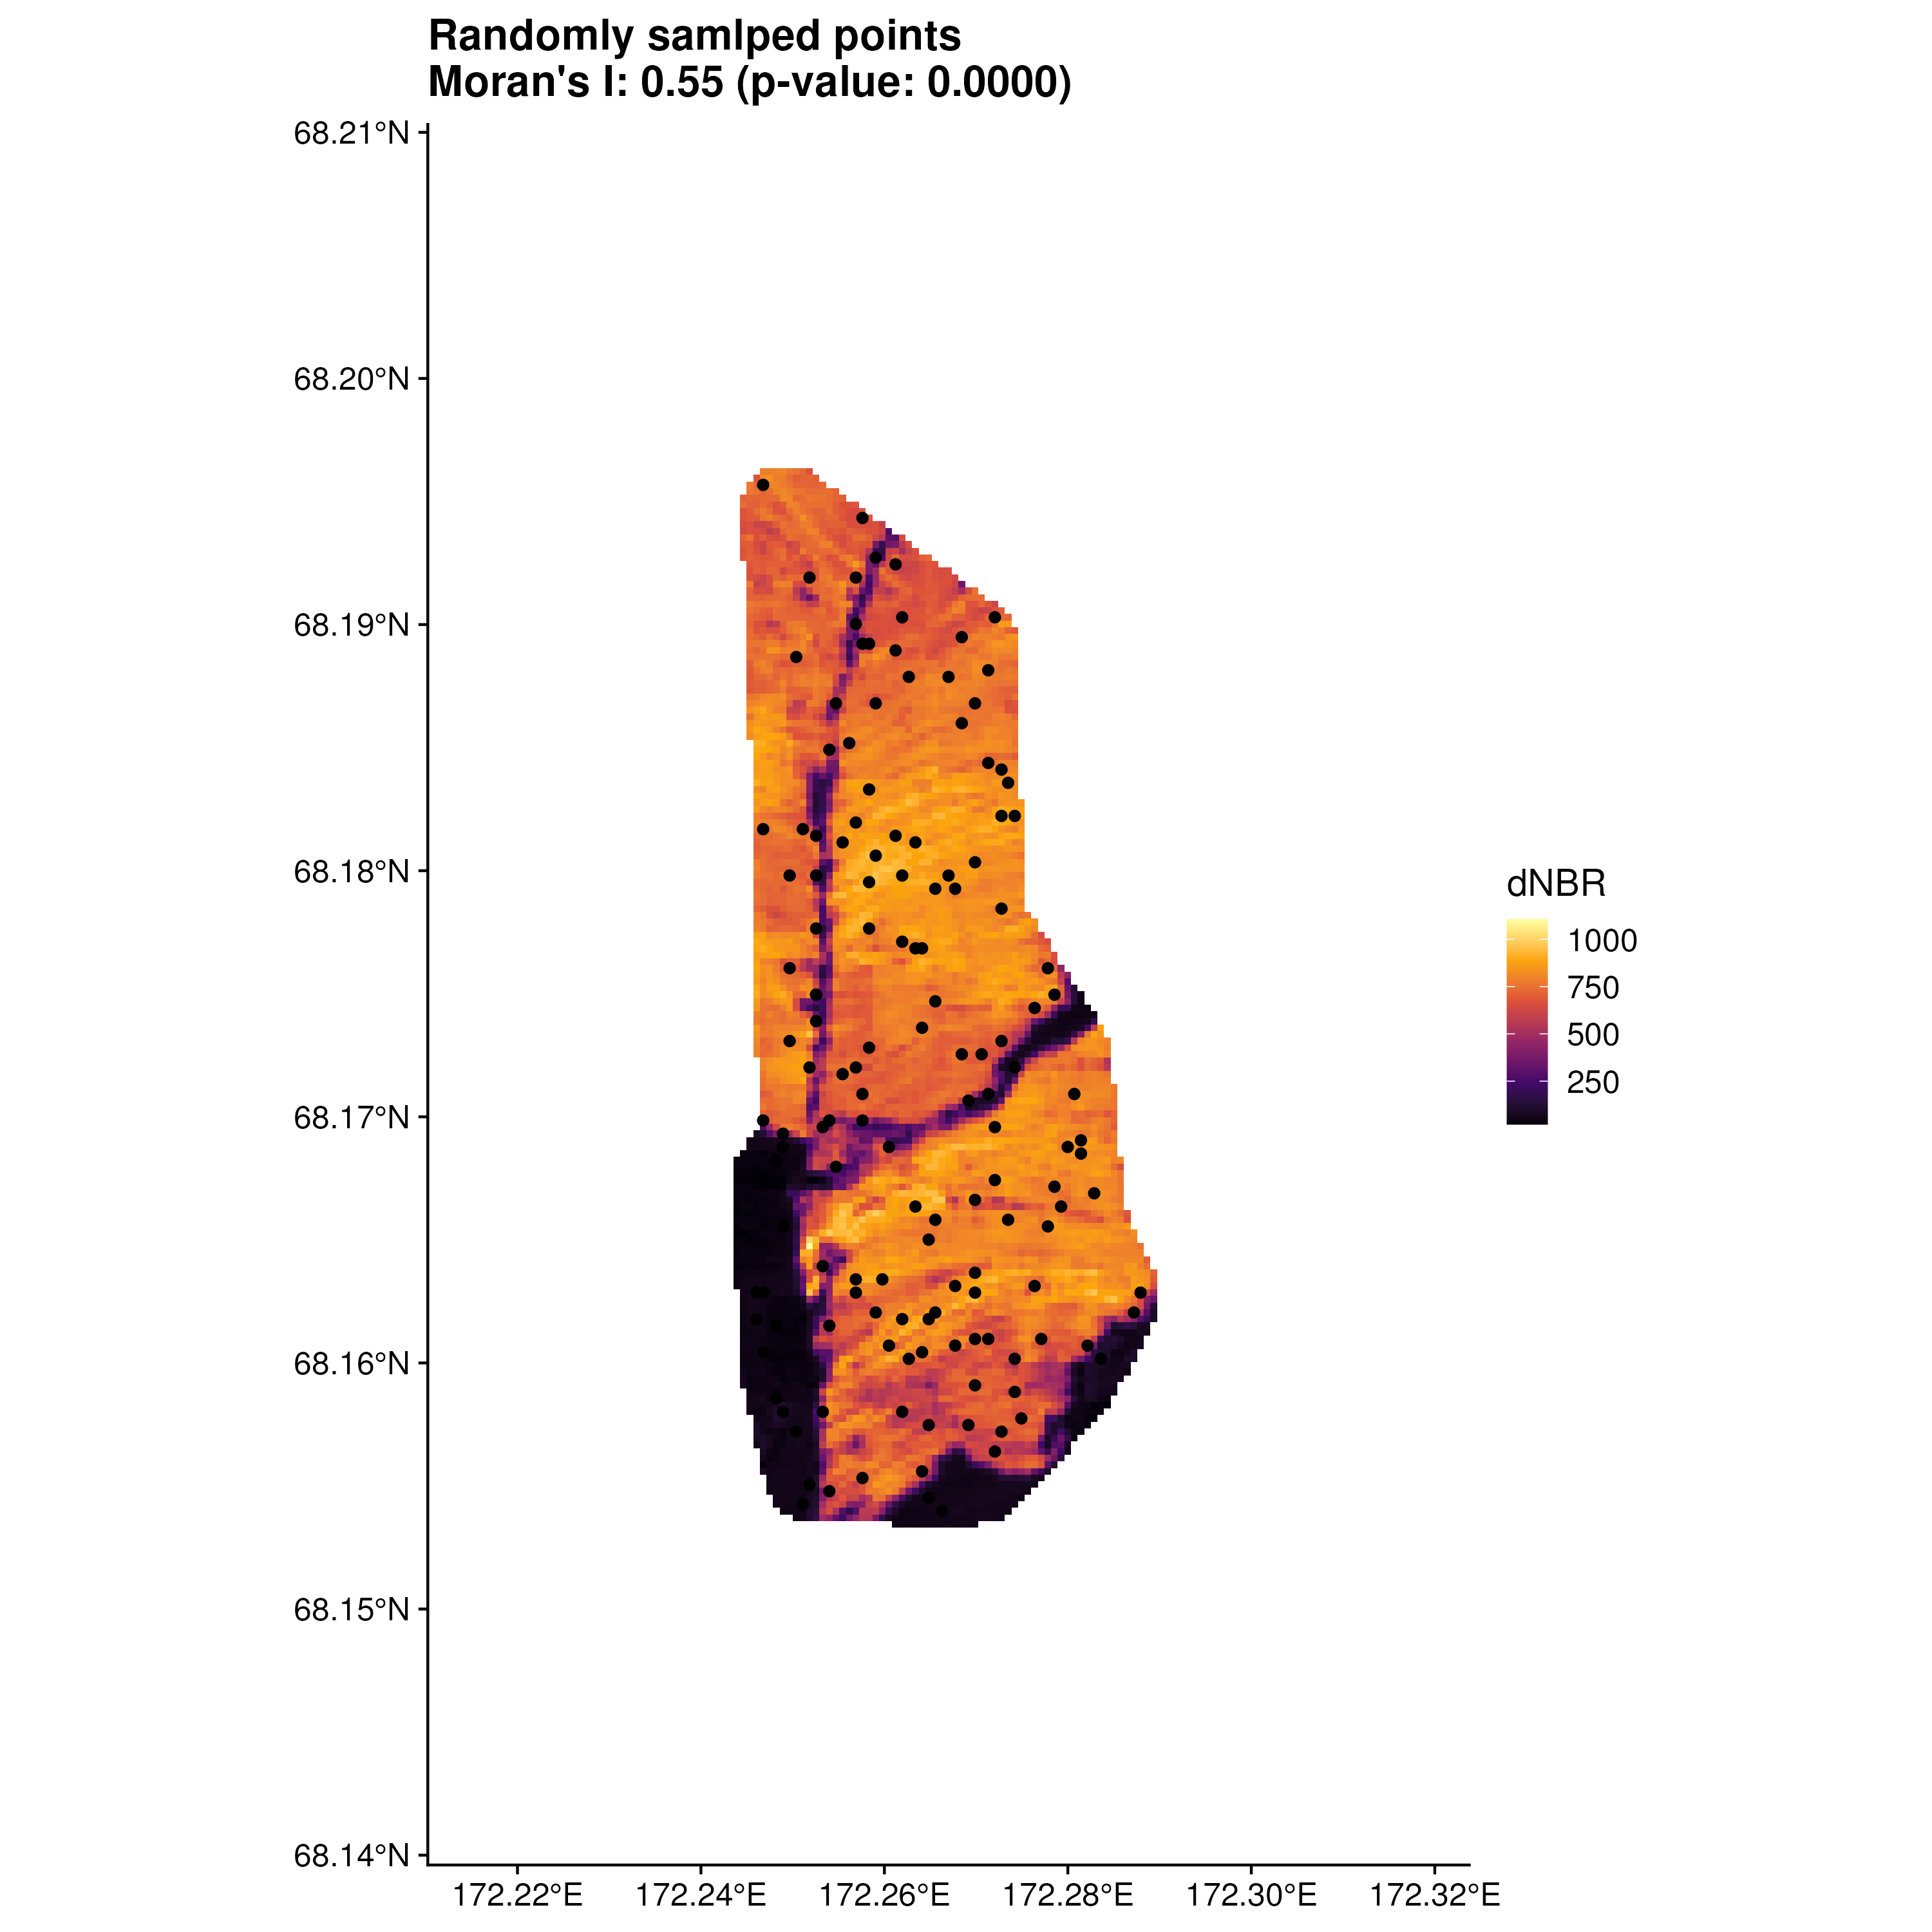 Randomly samlped points
Moran's I: 0.55 (p-value: 0.0000)
68.21°N
68.20°N
68.19°N
68.18°N
68.17°N
68.16°N
68.15°N
68.14°N
172.22°E
172.24°E
172.26°E
172.28°E
172.30°E
172.32°E
dNBR
1000
750
500
250